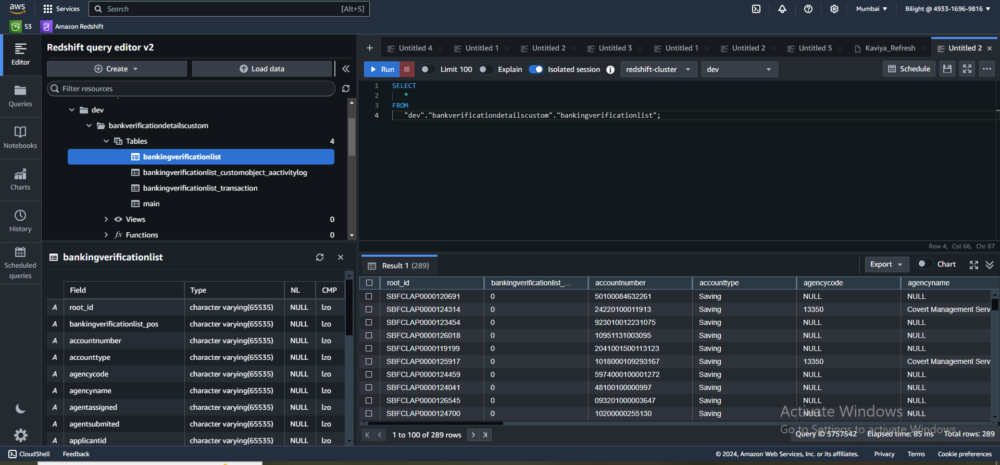 aws
Services
Search
[Alt+S]
Mumbai
Bilight @ 4933-1696-9816
S3
Amazon Redshift
Editor
Queries
Notebooks
Charts
History
Scheduled
queries
Redshift query editor v2
Create
Load data
Filter resources
dev
bankverificationdetailscustom
Tables 4
bankingverificationlist
bankingverificationlist_customobject_aactivitylog
bankingverificationlist_transaction
main
Views 0
fx Functions 0
bankingverificationlist
Field Type NL CMP
A root_id character varying(65535) NULL lzo
A bankingverificationlist_pos character varying(65535) NULL lzo
A accountnumber character varying(65535) NULL lzo
A accounttype character varying(65535) NULL lzo
A agencycode character varying(65535) NULL lzo
A agencyname character varying(65535) NULL lzo
A agentassigned character varying(65535) NULL lzo
A agentsubmited character varying(65535) NULL lzo
A applicantid character varying(65535) NULL lzo
Untitled 4 Untitled 1 Untitled 2 Untitled 3 Untitled 1 Untitled 2 Untitled 5 Kaviya_Refresh Untitled 2
Run Limit 100 Explain Isolated session redshift-cluster dev Schedule
1 SELECT
2 *
3 FROM
4 "dev"."bankverificationdetailscustom"."bankingverificationlist";
Row 4, Col 68, Chr 87
Result 1 (289) Export Chart
root_id bankingverificationlist_... accountnumber accounttype agencycode agencyname
SBFCLAP0000120691 0 50100084632261 Saving NULL NULL
SBFCLAP0000124314 0 24220100011913 Saving 13350 Covert Management Serv
SBFCLAP0000123454 0 923010012231075 Saving NULL NULL
SBFCLAP0000126018 0 10951131003095 Saving NULL NULL
SBFCLAP0000119199 0 2041001500113123 Saving NULL NULL
SBFCLAP0000125917 0 1018000109293167 Saving 13350 Covert Management Serv
SBFCLAP0000124459 0 5974000100001272 Saving NULL NULL
SBFCLAP0000124041 0 48100100000997 Saving NULL NULL
SBFCLAP0000126545 0 093201000003647 Saving NULL NULL
SBFCLAP0000124700 0 10200000255130 Saving NULL NULL
Activate Windows
Go to Settings to activate Windows.
1 to 100 of 289 rows
Query ID 5757542 Elapsed time: 85 ms Total rows: 289
CloudShell Feedback
© 2024, Amazon Web Services, Inc. or its affiliates. Privacy Terms Cookie preferences